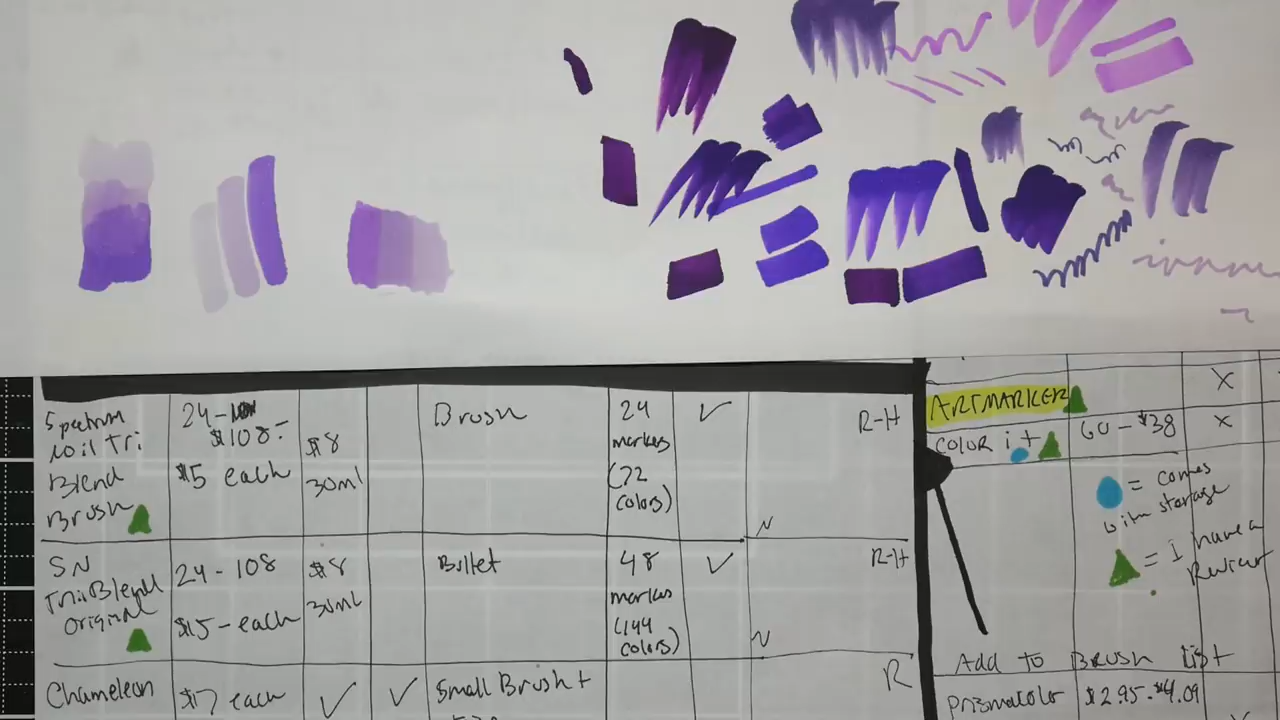 Spectrum
Noil Tri
Blend
Brush
24-
$108-
$5 each
$8
30ml
Brush
24
markers
(72
colors)
✓
N
R-H
SN
TriBlend
Original
24-108
$15-each
$8
30ml
Bullet
48
markers
(144
colors)
✓
N
R-H
Chameleon
$7 each
✓
✓
Small Brush +
R
X
ARTMARKER
COLOR it
60-$38
X
= comes
with storage
= I have a
Review
Add to Brush list
Prismacolor
$2.95-$4.09